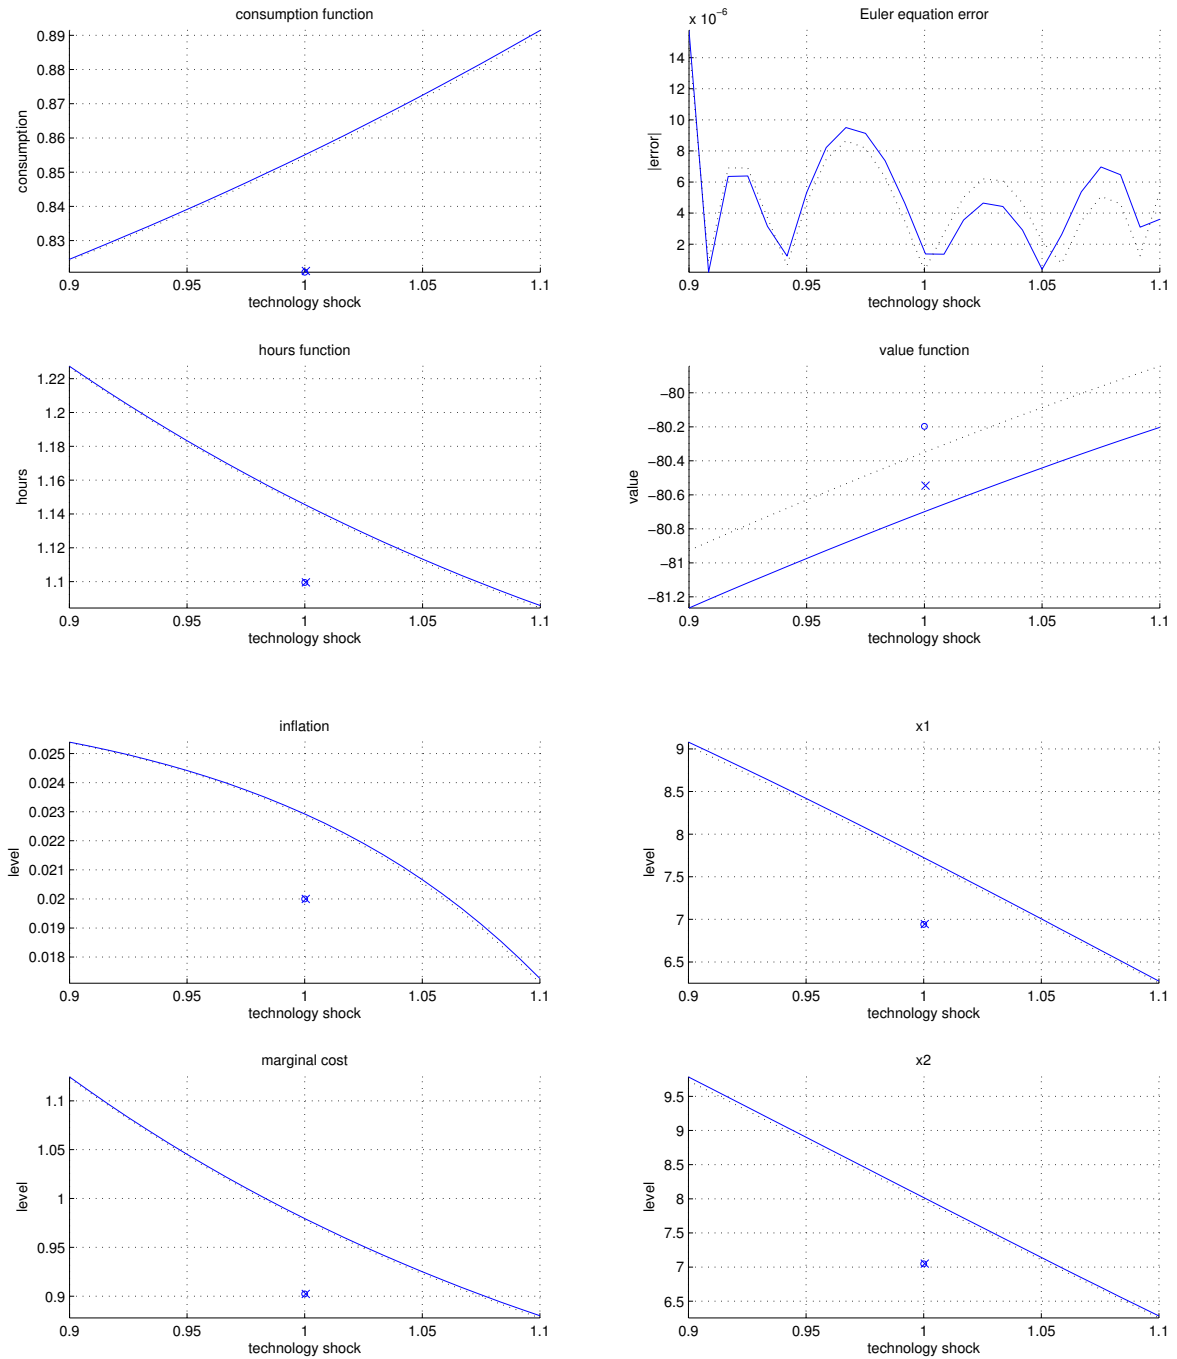 consumption function
0.89
0.88
0.87
0.86
0.85
0.84
0.83
consumption
0.9 0.95 1 1.05 1.1
technology shock
x 10⁻⁶
Euler equation error
14
12
10
8
6
4
2
|error|
0.9 0.95 1 1.05 1.1
technology shock
hours function
1.22
1.2
1.18
1.16
1.14
1.12
1.1
hours
0.9 0.95 1 1.05 1.1
technology shock
value function
−80
−80.2
−80.4
−80.6
−80.8
−81
−81.2
value
0.9 0.95 1 1.05 1.1
technology shock
inflation
0.025
0.024
0.023
0.022
0.021
0.02
0.019
0.018
level
0.9 0.95 1 1.05 1.1
technology shock
x1
9
8.5
8
7.5
7
6.5
level
0.9 0.95 1 1.05 1.1
technology shock
marginal cost
1.1
1.05
1
0.95
0.9
level
0.9 0.95 1 1.05 1.1
technology shock
x2
9.5
9
8.5
8
7.5
7
6.5
level
0.9 0.95 1 1.05 1.1
technology shock